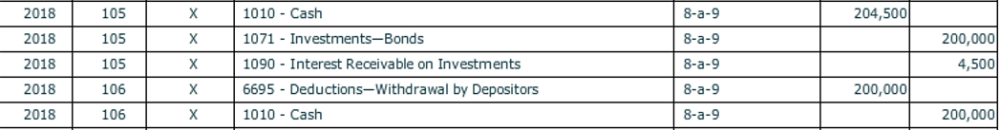 2018 105 X 1010 - Cash 8-a-9 204,500
2018 105 X 1071 - Investments—Bonds 8-a-9 200,000
2018 105 X 1090 - Interest Receivable on Investments 8-a-9 4,500
2018 106 X 6695 - Deductions—Withdrawal by Depositors 8-a-9 200,000
2018 106 X 1010 - Cash 8-a-9 200,000